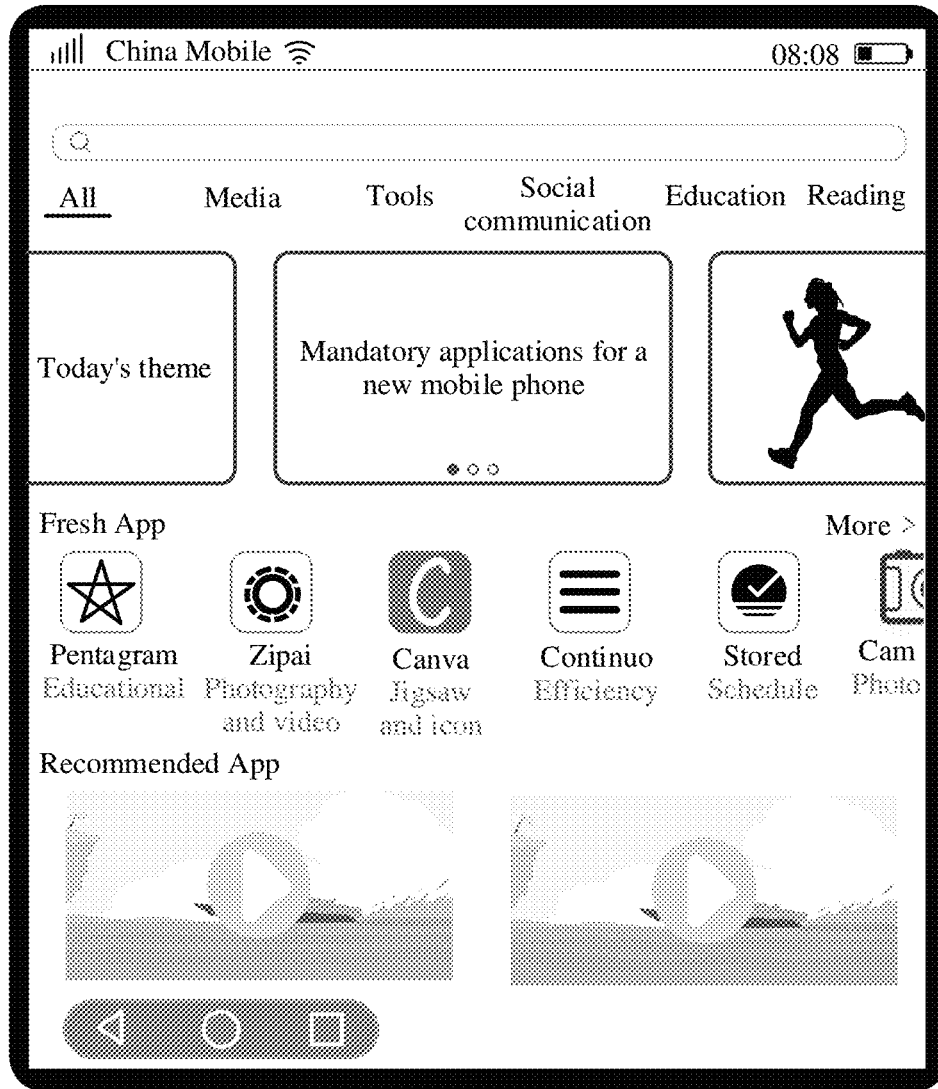 China Mobile 08:08
All Media Tools Social communication Education Reading
Today's theme
Mandatory applications for a
new mobile phone
Fresh App More >
Pentagram
Educational
Zipai
Photography
and video
Canva
Jigsaw
and icon
Continuo
Efficiency
Stored
Schedule
Cam
Photo
Recommended App